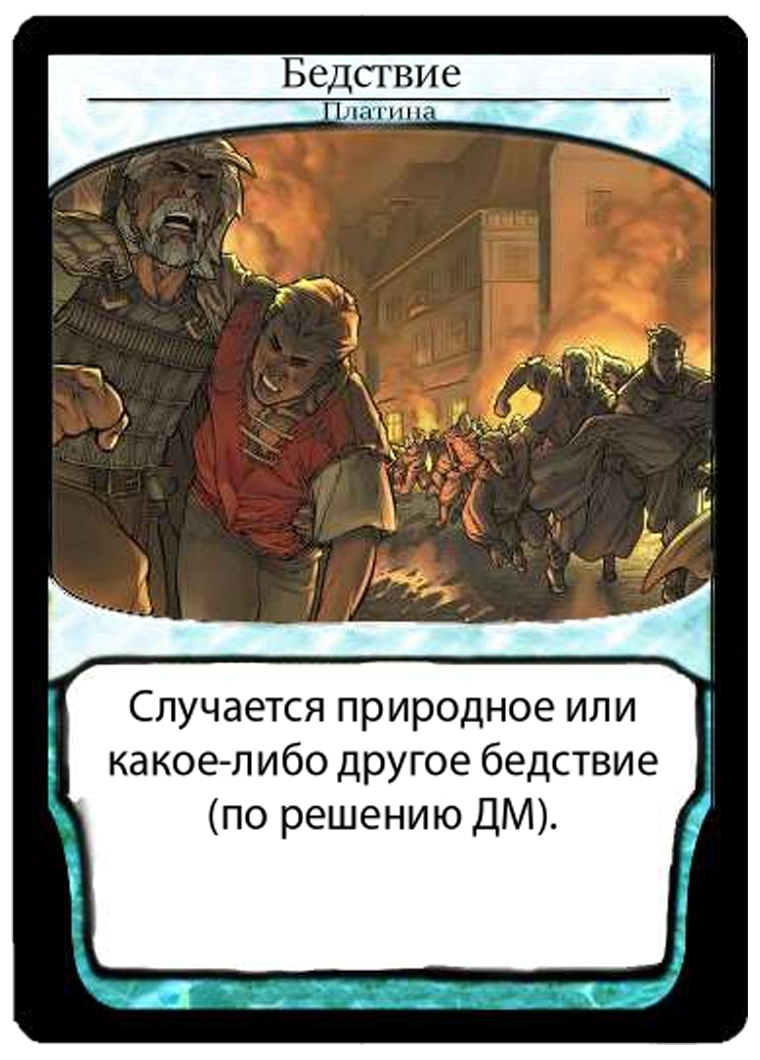 Бедствие
Платина
Случается природное или
какое-либо другое бедствие
(по решению ДМ).